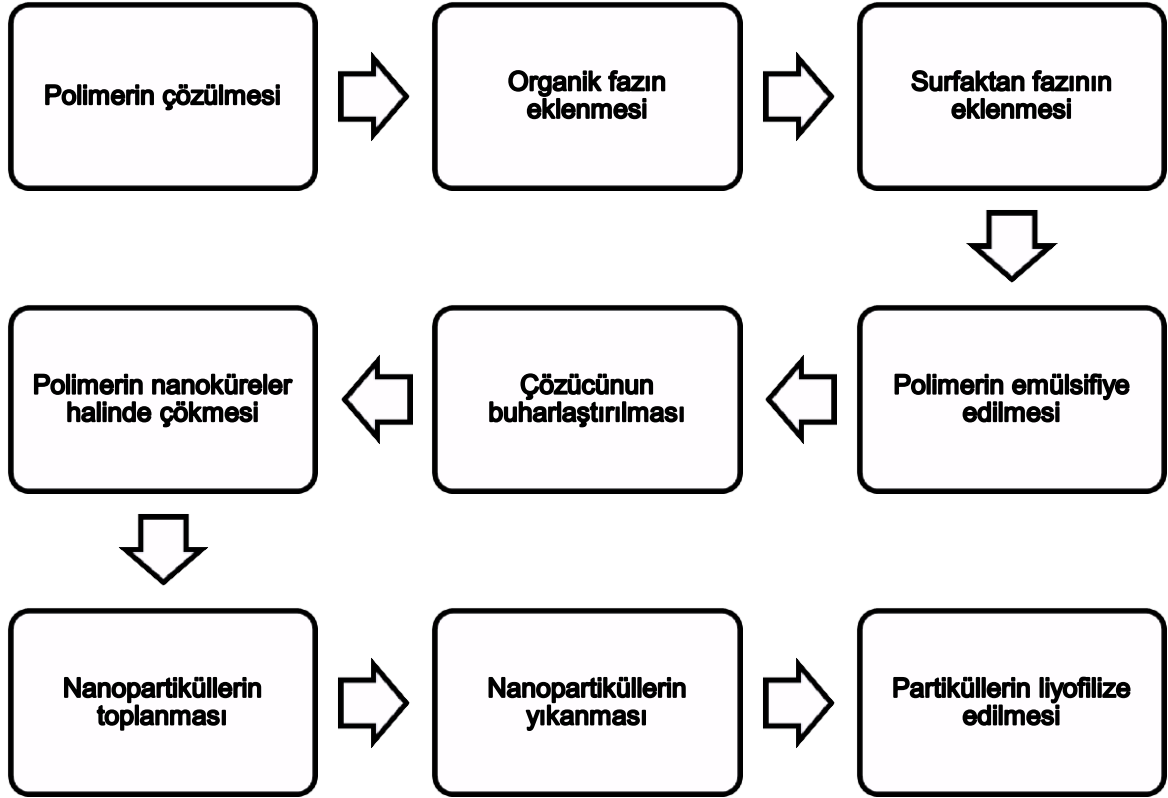 Polimerin çözülmesi
Organik fazın
eklenmesi
Surfaktan fazının
eklenmesi
Polimerin emülsifiye
edilmesi
Çözücünun
buharlaştırılması
Polimerin nanoküreler
halinde çökmesi
Nanopartiküllerin
toplanması
Nanopartiküllerin
yıkanması
Partiküllerin liyofilize
edilmesi